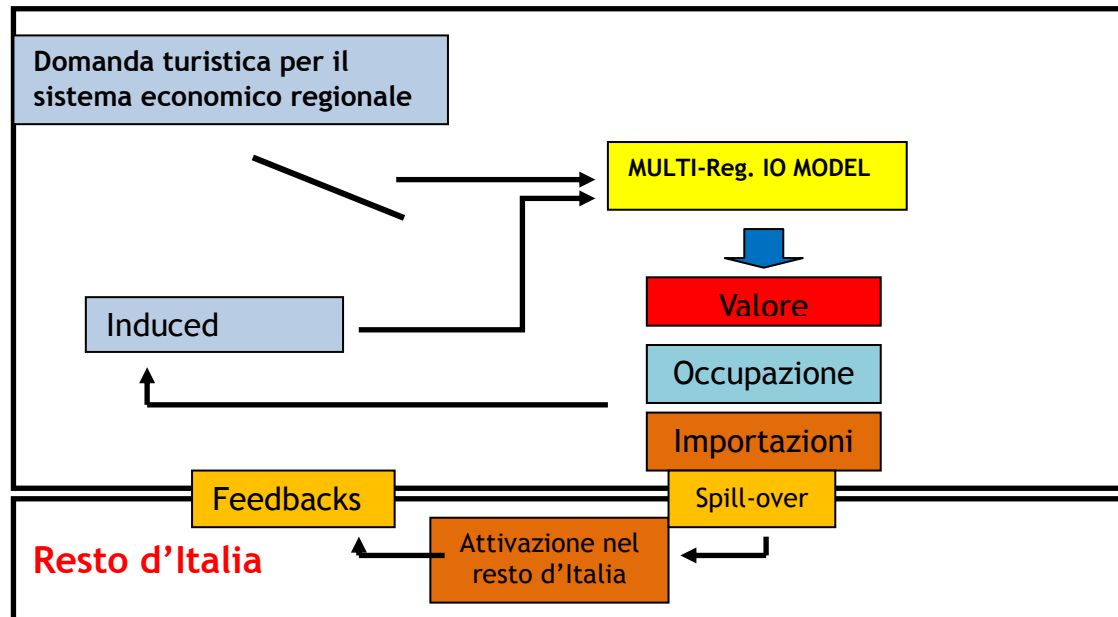 Domanda turistica per il
sistema economico regionale
MULTI-Reg. IO MODEL
Valore
Induced
Occupazione
Importazioni
Feedbacks
Spill-over
Attivazione nel
resto d'Italia
Resto d'Italia